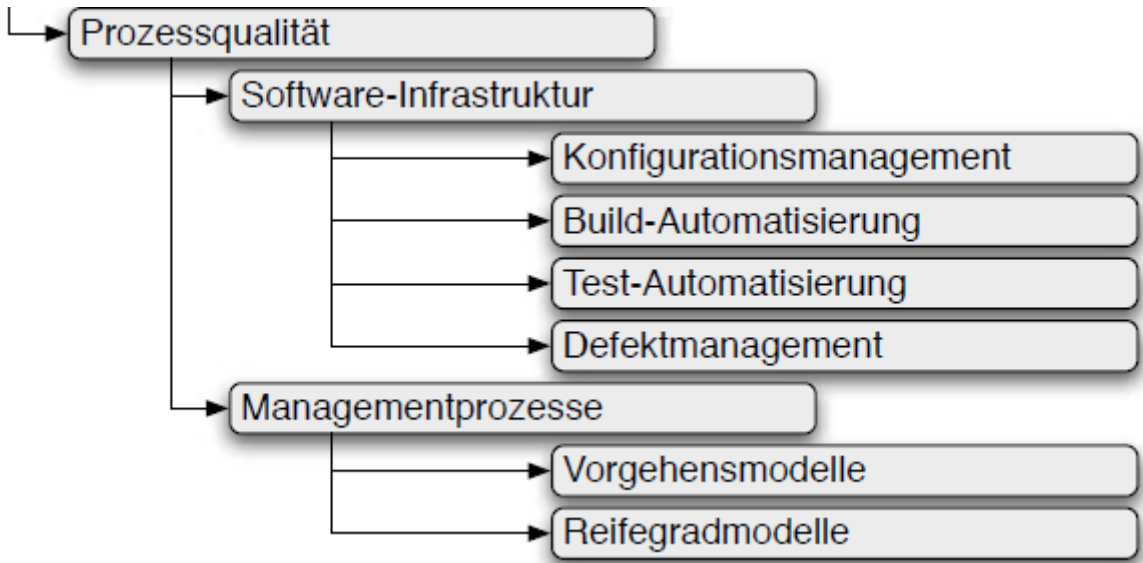 Prozessqualität
Software-Infrastruktur
Konfigurationsmanagement
Build-Automatisierung
Test-Automatisierung
Defektmanagement
Managementprozesse
Vorgehensmodelle
Reifegradmodelle